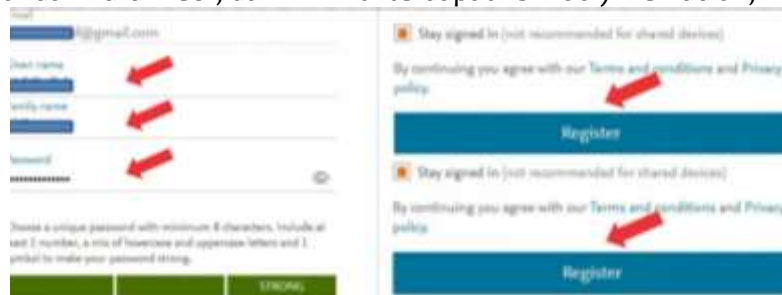 @gmail.com
Given name
Family name
Password
Choose a unique password with minimum 8 characters. Include at
least 1 number, a mix of lowercase and uppercase letters and 1
symbol to make your password strong.
STRONG
Stay signed in (not recommended for shared devices)
By continuing you agree with our Terms and conditions and Privacy
policy.
Register
Stay signed in (not recommended for shared devices)
By continuing you agree with our Terms and conditions and Privacy
policy.
Register